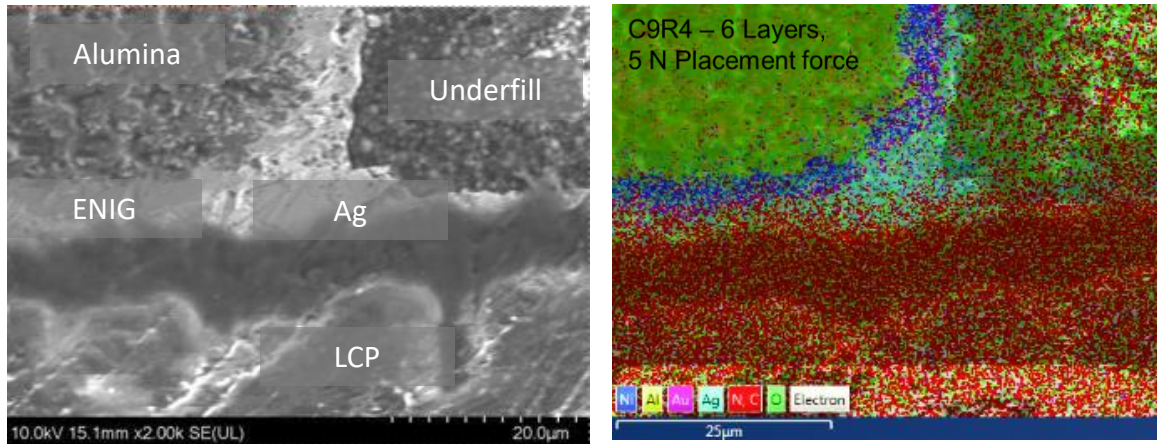 Alumina
Underfill
ENIG
Ag
LCP
10.0kV 15.1mm x2.00k SE(UL)
20.0μm
C9R4 – 6 Layers,
5 N Placement force
Ni Al Au Ag N, C O Electron
25μm